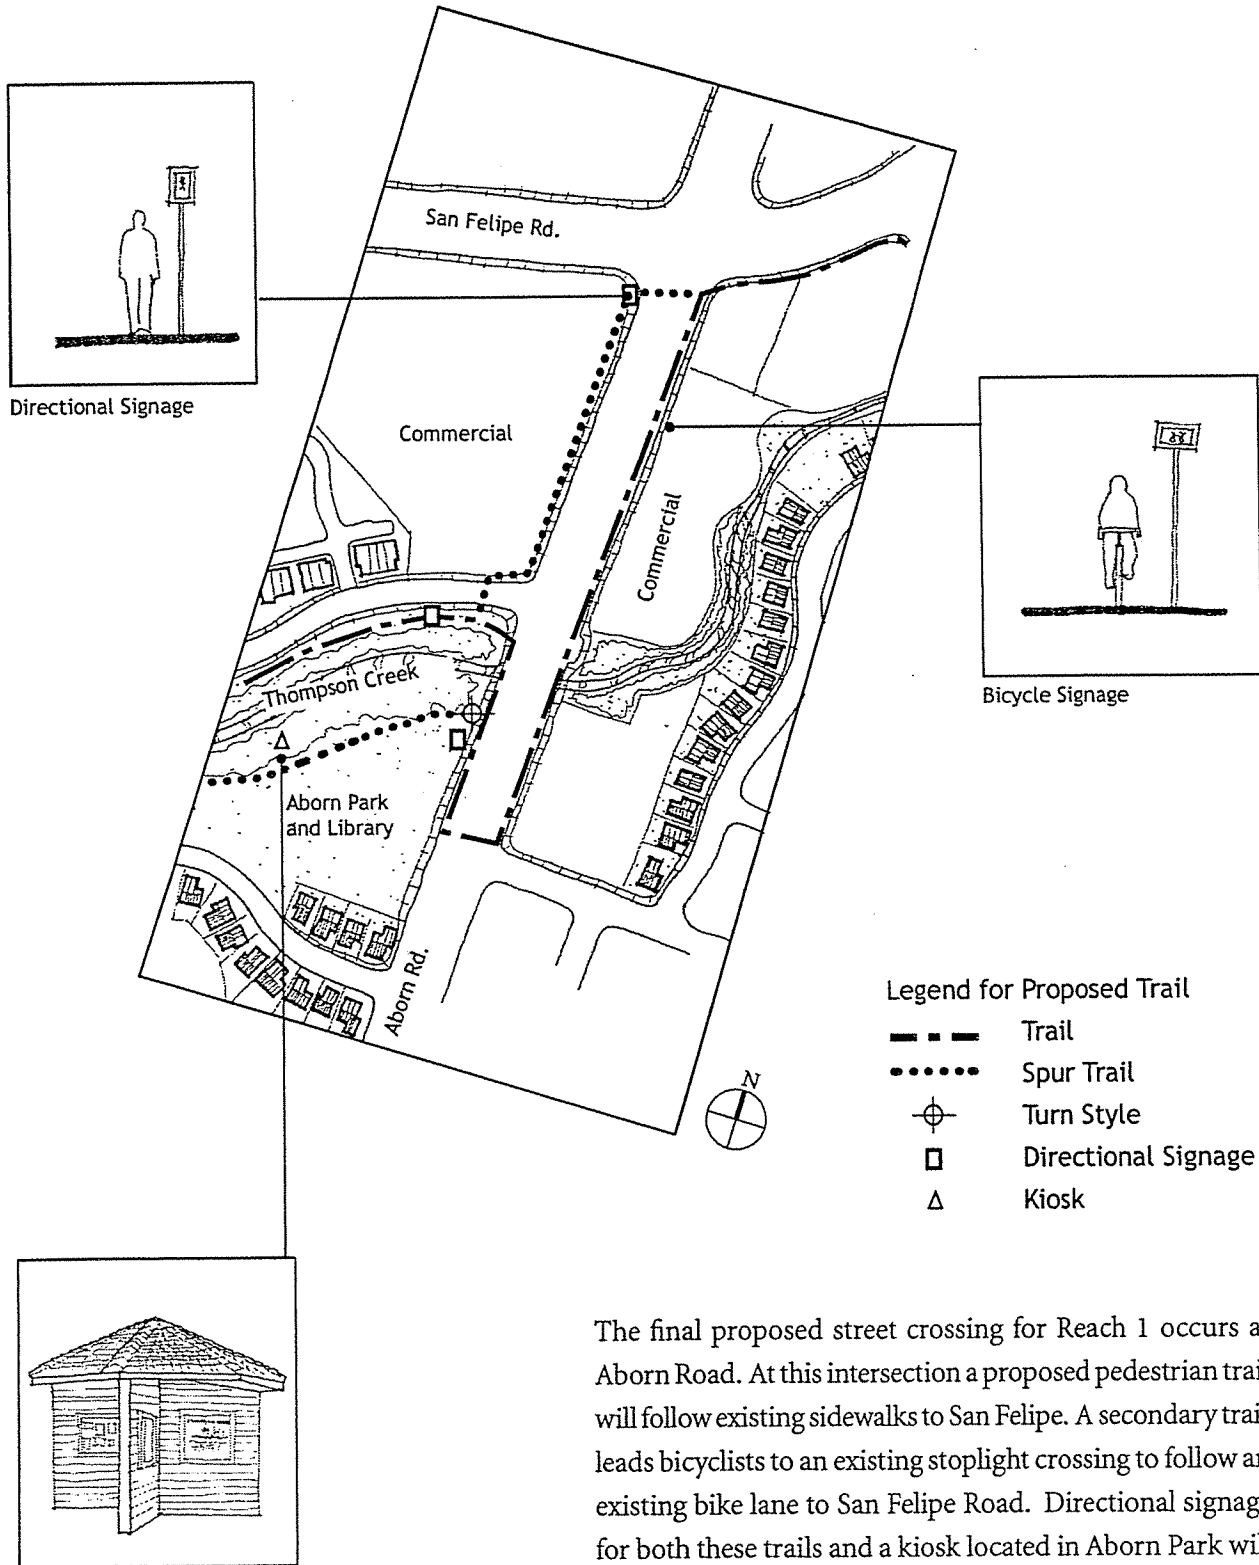 San Felipe Rd.
Directional Signage
Commercial
Commercial
Bicycle Signage
Thompson Creek
Aborn Park
and Library
Aborn Rd.
N
Legend for Proposed Trail
Trail
Spur Trail
Turn Style
Directional Signage
Kiosk
The final proposed street crossing for Reach 1 occurs a
Aborn Road. At this intersection a proposed pedestrian trai
will follow existing sidewalks to San Felipe. A secondary trai
leads bicyclists to an existing stoplight crossing to follow a
existing bike lane to San Felipe Road. Directional signag
for both these trails and a kiosk located in Aborn Park wi